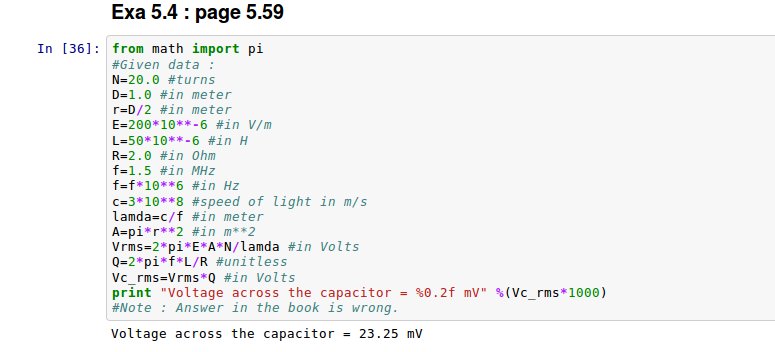 Exa 5.4 : page 5.59
In [36]: from math import pi
#Given data :
N=20.0 #turns
D=1.0 #in meter
r=D/2 #in meter
E=200*10**-6 #in V/m
L=50*10**-6 #in H
R=2.0 #in Ohm
f=1.5 #in MHz
f=f*10**6 #in Hz
c=3*10**8 #speed of light in m/s
lamda=c/f #in meter
A=pi*r**2 #in m**2
Vrms=2*pi*E*A*N/lamda #in Volts
Q=2*pi*f*L/R #unitless
Vc_rms=Vrms*Q #in Volts
print "Voltage across the capacitor = %0.2f mV" %(Vc_rms*1000)
#Note : Answer in the book is wrong.
Voltage across the capacitor = 23.25 mV